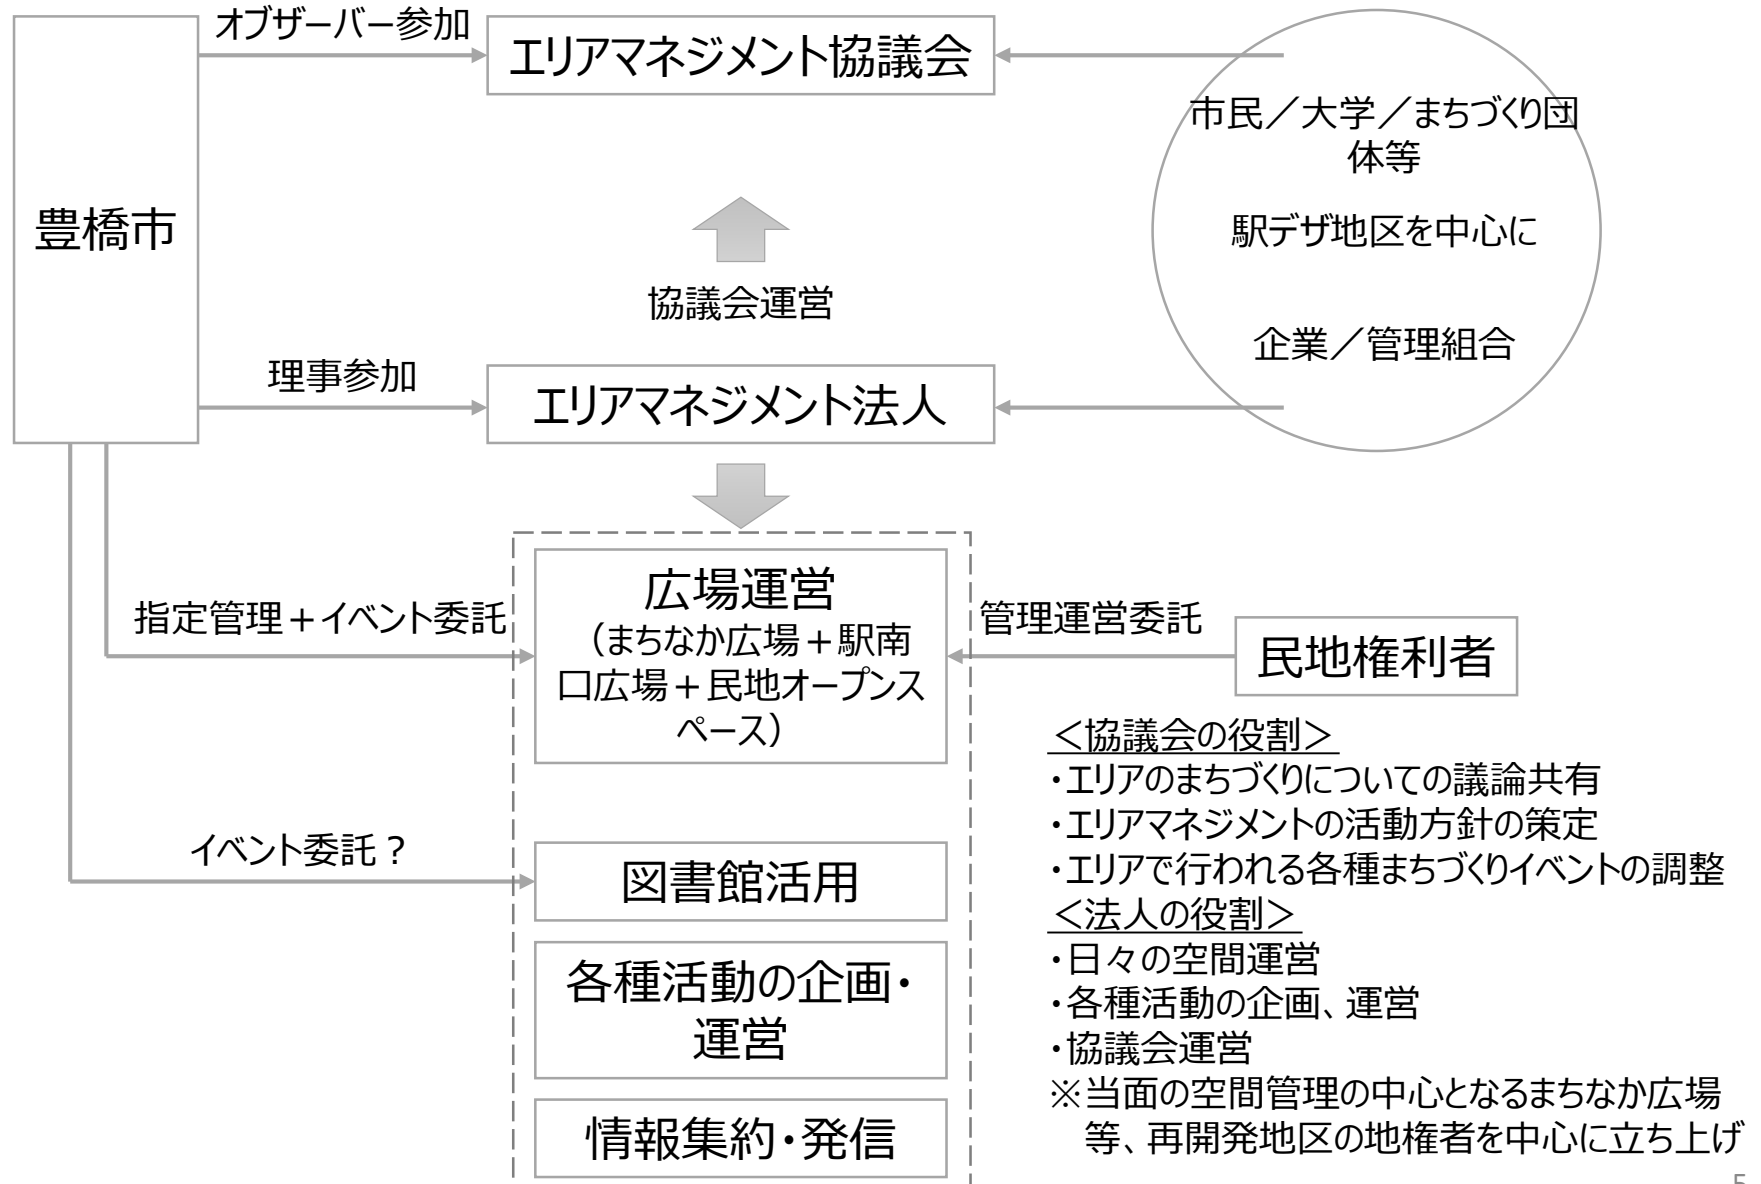 オブザーバー参加
エリアマネジメント協議会
市民／大学／まちづくり団
体等
豊橋市
駅デザ地区を中心に
協議会運営
企業／管理組合
理事参加
エリアマネジメント法人
広場運営
（まちなか広場＋駅南
口広場＋民地オープンス
ペース）
指定管理＋イベント委託
管理運営委託
民地権利者
イベント委託？
図書館活用
各種活動の企画・
運営
情報集約・発信
＜協議会の役割＞
・エリアのまちづくりについての議論共有
・エリアマネジメントの活動方針の策定
・エリアで行われる各種まちづくりイベントの調整
＜法人の役割＞
・日々の空間運営
・各種活動の企画、運営
・協議会運営
※当面の空間管理の中心となるまちなか広場
等、再開発地区の地権者を中心に立ち上げ
5